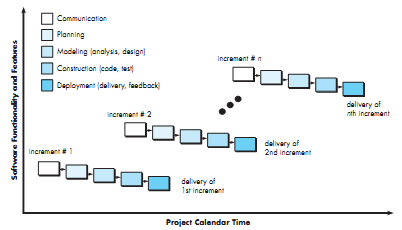 Communication
Planning
Modeling (analysis, design)
Construction (code, test)
Deployment (delivery, feedback)
Software Functionality and Features
increment # n
delivery of
nth increment
increment # 2
delivery of
2nd increment
increment # 1
delivery of
1st increment
Project Calendar Time